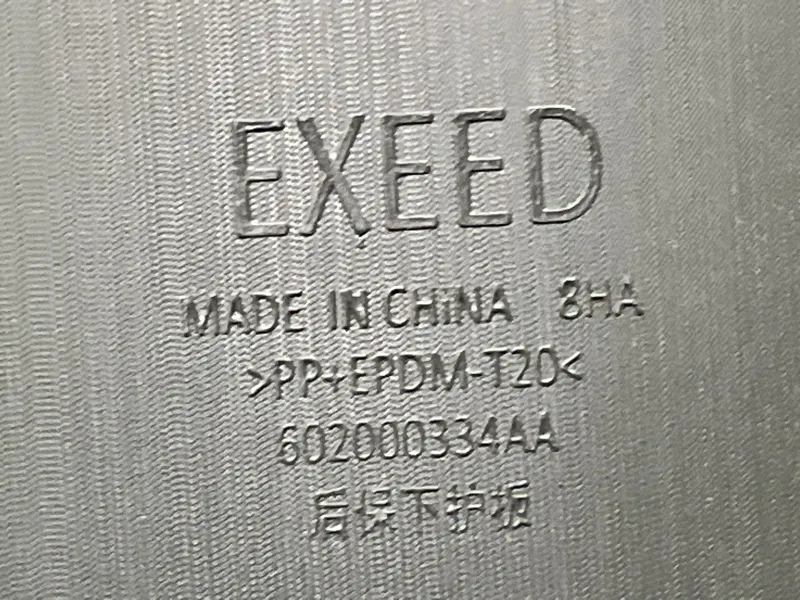 EXEED
MADE IN CHINA 8HA
>PP+EPDM-T20<
602000334AA
后保下护板